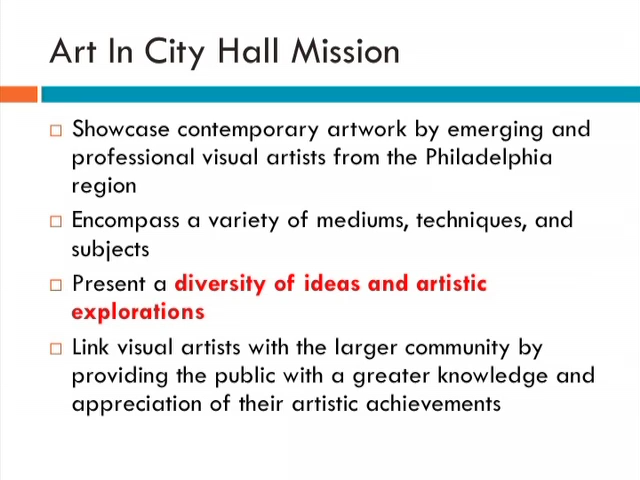 Art In City Hall Mission
Showcase contemporary artwork by emerging and
professional visual artists from the Philadelphia
region
Encompass a variety of mediums, techniques, and
subjects
Present a diversity of ideas and artistic
explorations
Link visual artists with the larger community by
providing the public with a greater knowledge and
appreciation of their artistic achievements